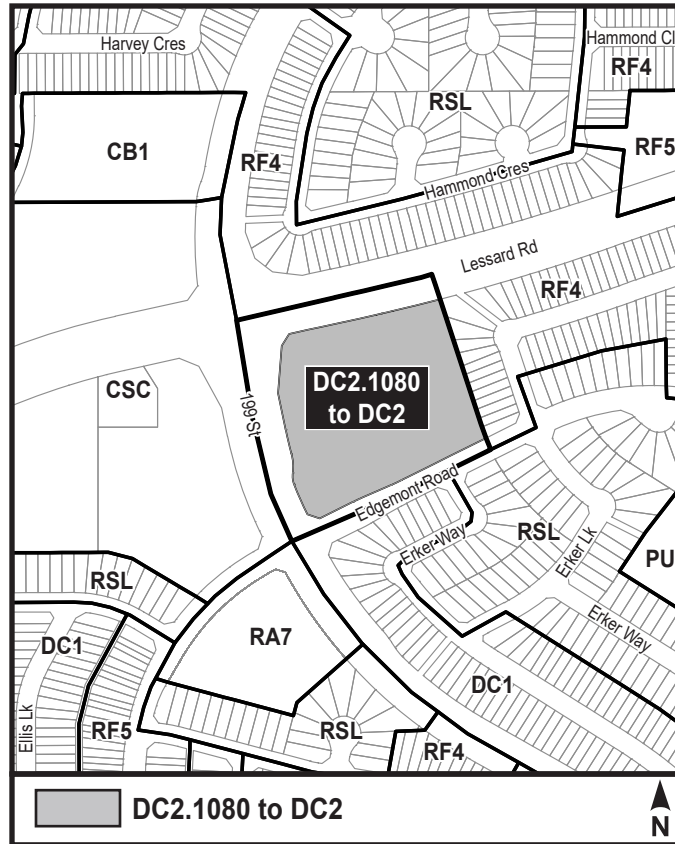 Harvey Cres
Hammond Cl
RF4
RSL
CB1
RF4
RF5
Hammond Cres
Lessard Rd
RF4
DC2.1080
to DC2
CSC
199 St
Edgemont Road
Erker Way
RSL
Erker Lk
PU
RSL
Erker Way
DC1
RA7
DC1
Ellis Lk
RF5
RSL
RF4
DC2.1080 to DC2
N